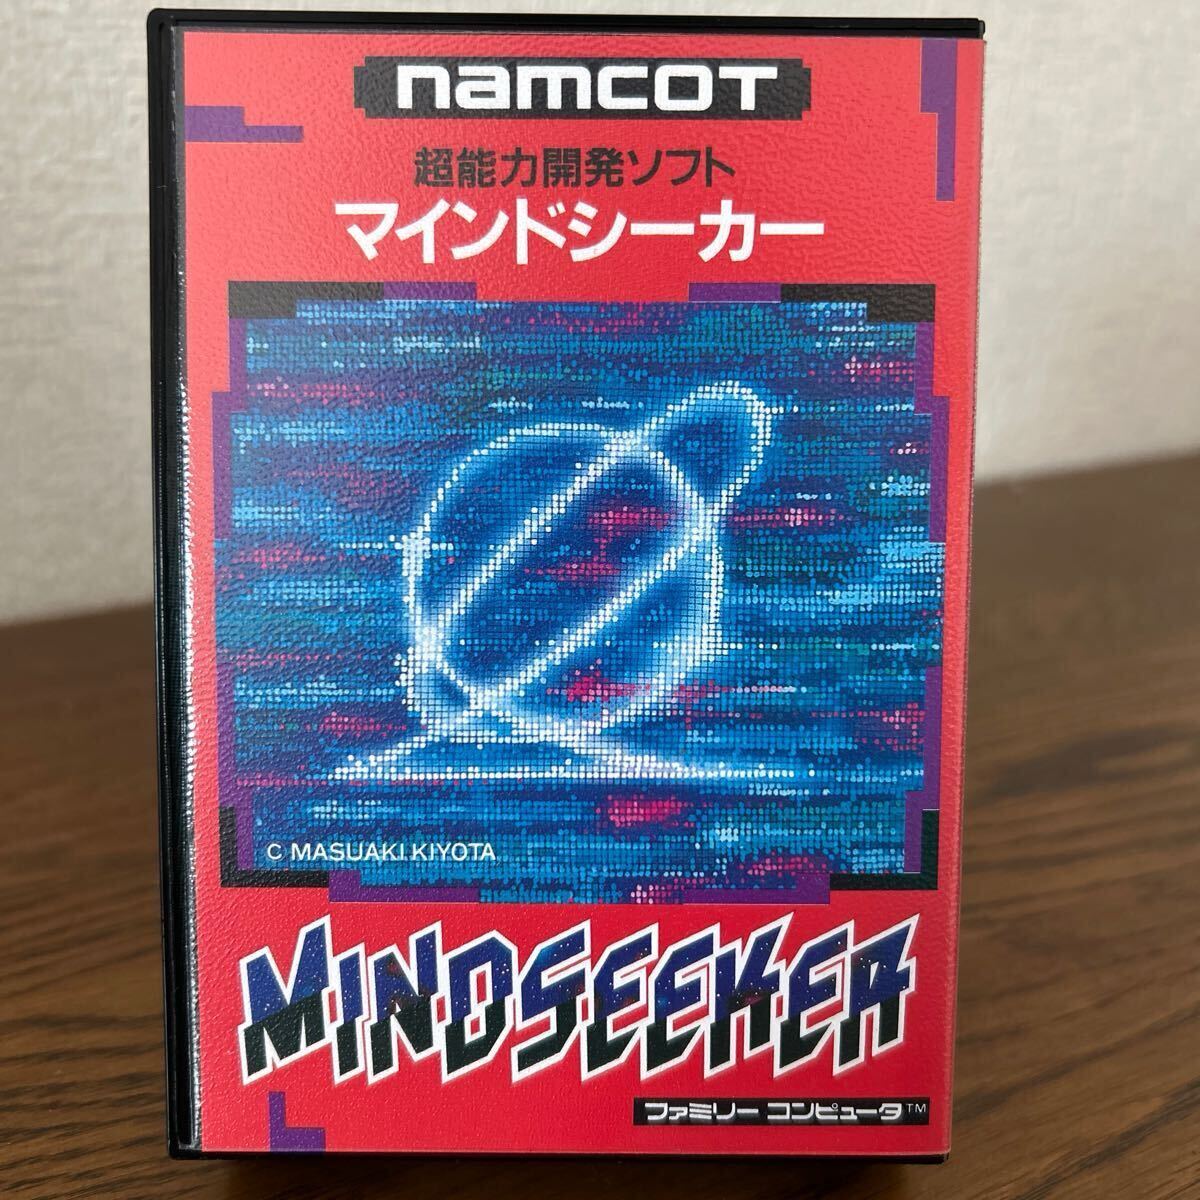 namcoT
超能力開発ソフト
マインドシーカー
C MASUAKI KIYOTA
MINDSEEKER
ファミリー コンピュータ™